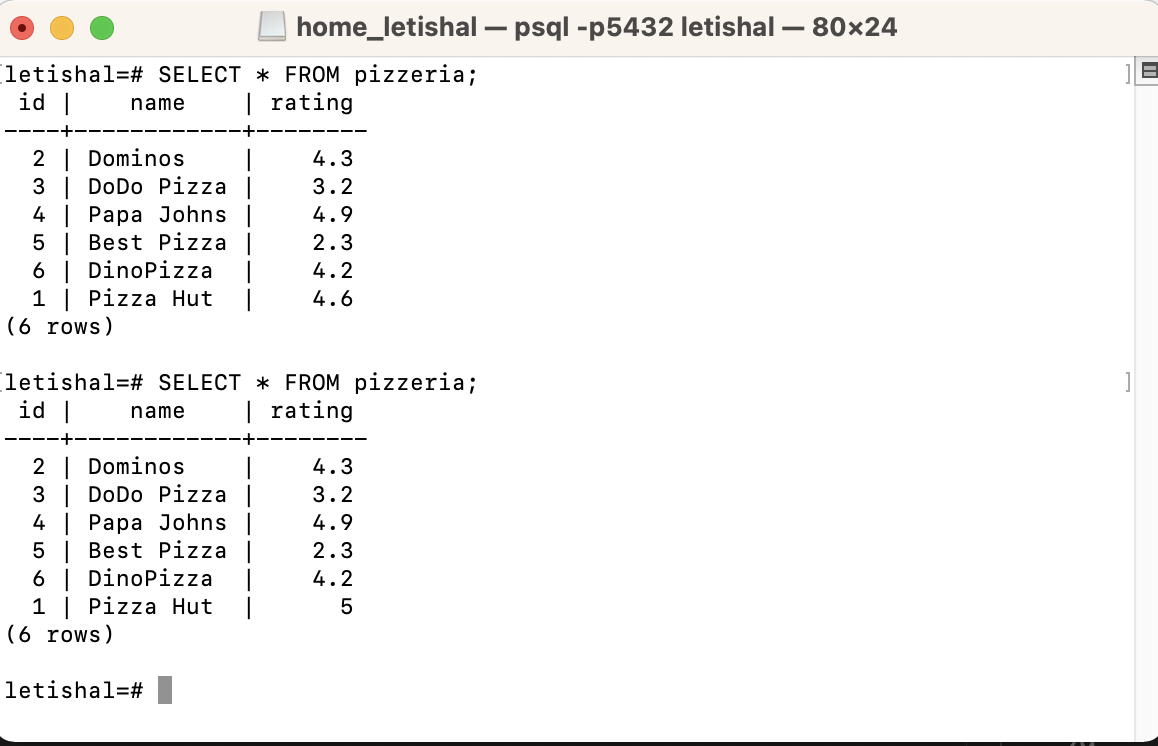 home_letishal — psql -p5432 letishal — 80×24
[letishal=# SELECT * FROM pizzeria; ]
 id |    name    | rating
----+------------+--------
  2 | Dominos    |    4.3
  3 | DoDo Pizza |    3.2
  4 | Papa Johns |    4.9
  5 | Best Pizza |    2.3
  6 | DinoPizza  |    4.2
  1 | Pizza Hut  |    4.6
(6 rows)

[letishal=# SELECT * FROM pizzeria; ]
 id |    name    | rating
----+------------+--------
  2 | Dominos    |    4.3
  3 | DoDo Pizza |    3.2
  4 | Papa Johns |    4.9
  5 | Best Pizza |    2.3
  6 | DinoPizza  |    4.2
  1 | Pizza Hut  |      5
(6 rows)

letishal=#